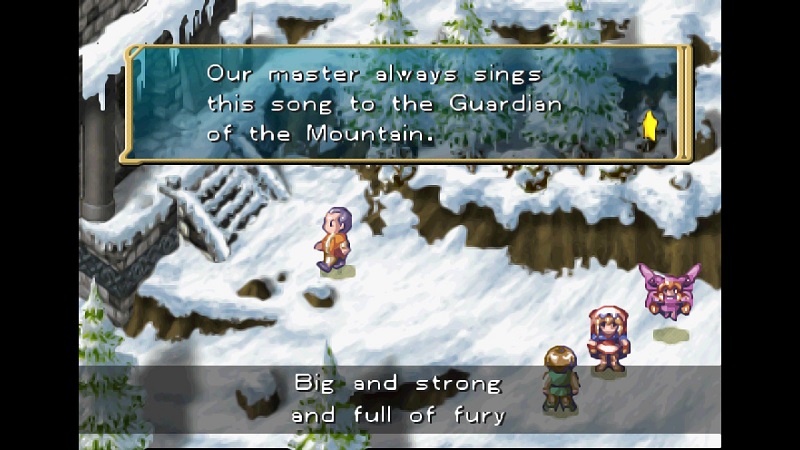 Our master always sings
this song to the Guardian
of the Mountain.
Big and strong
and full of fury